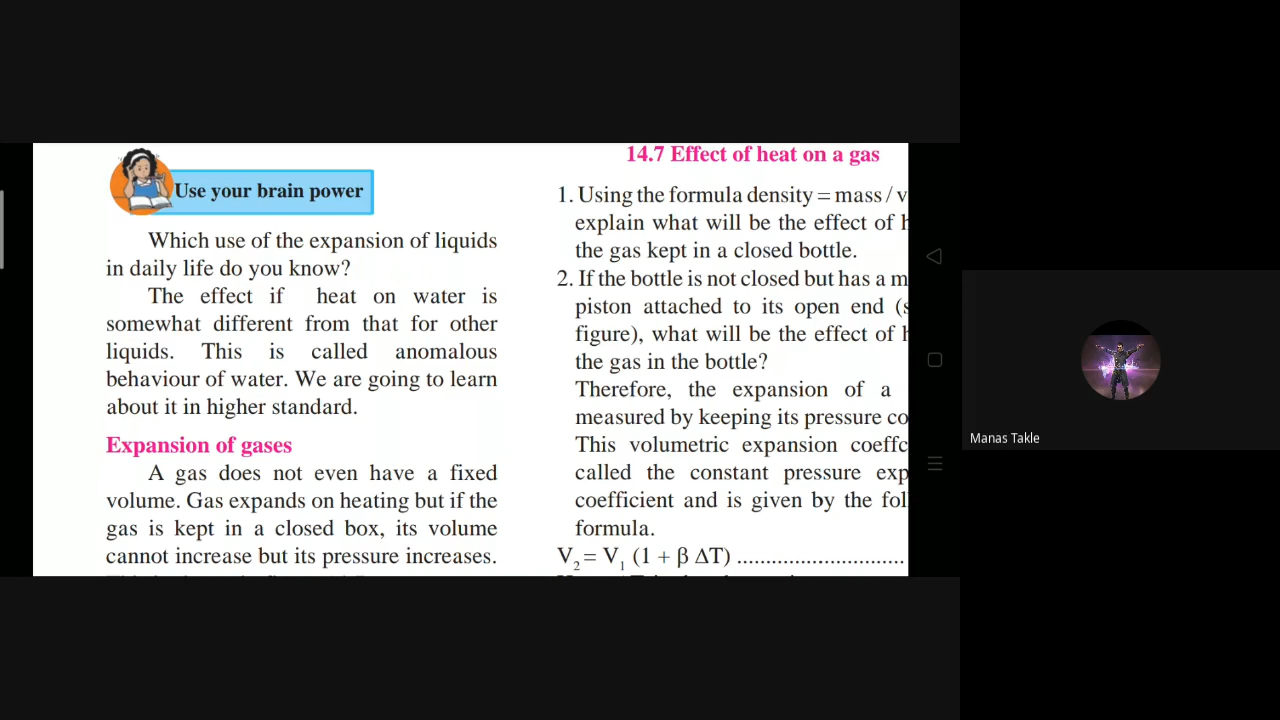 Use your brain power
Which use of the expansion of liquids
in daily life do you know?
The effect if heat on water is
somewhat different from that for other
liquids. This is called anomalous
behaviour of water. We are going to learn
about it in higher standard.
Expansion of gases
A gas does not even have a fixed
volume. Gas expands on heating but if the
gas is kept in a closed box, its volume
cannot increase but its pressure increases.
14.7 Effect of heat on a gas
1. Using the formula density = mass / v
explain what will be the effect of h
the gas kept in a closed bottle.
2. If the bottle is not closed but has a m
piston attached to its open end (s
figure), what will be the effect of h
the gas in the bottle?
Therefore, the expansion of a
measured by keeping its pressure co
This volumetric expansion coeffc
called the constant pressure exp
coefficient and is given by the fol
formula.
V₂ = V₁ (1 + β ΔT) .............................
Manas Takle